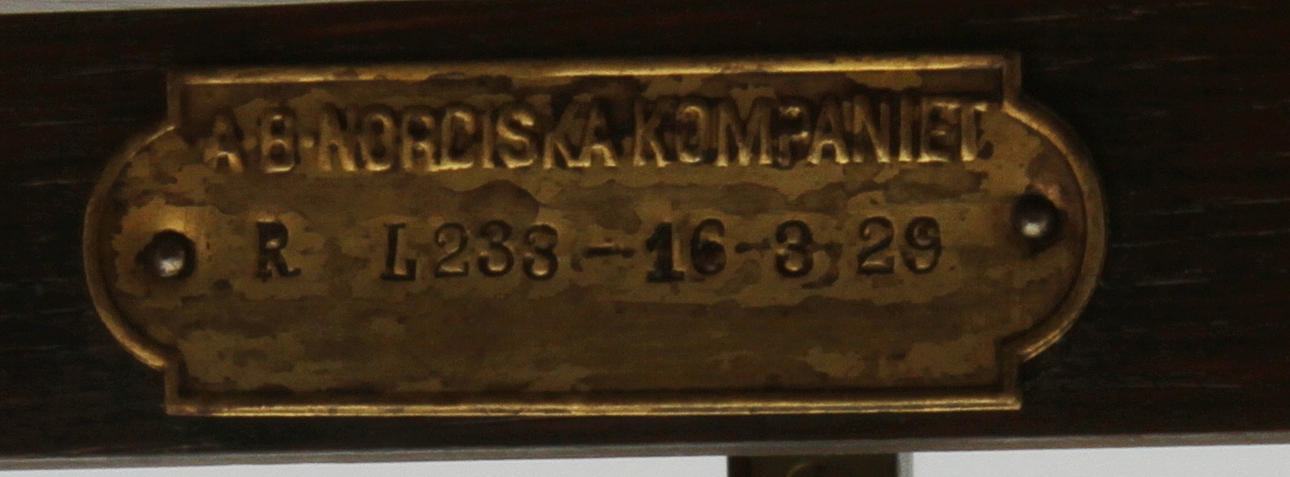 A·B·NORDISKA KOMPANIET
R L233 - 16-3-29